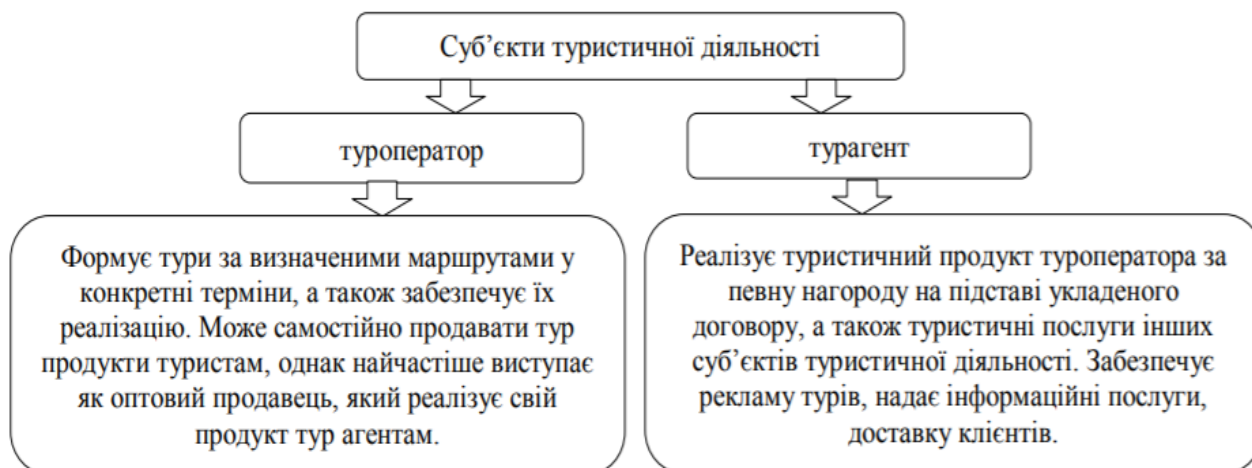 Суб’єкти туристичної діяльності
туроператор
турагент
Формує тури за визначеними маршрутами у
конкретні терміни, а також забезпечує їх
реалізацію. Може самостійно продавати тур
продукти туристам, однак найчастіше виступає
як оптовий продавець, який реалізує свій
продукт тур агентам.
Реалізує туристичний продукт туроператора за
певну нагороду на підставі укладеного
договору, а також туристичні послуги інших
суб’єктів туристичної діяльності. Забезпечує
рекламу турів, надає інформаційні послуги,
доставку клієнтів.